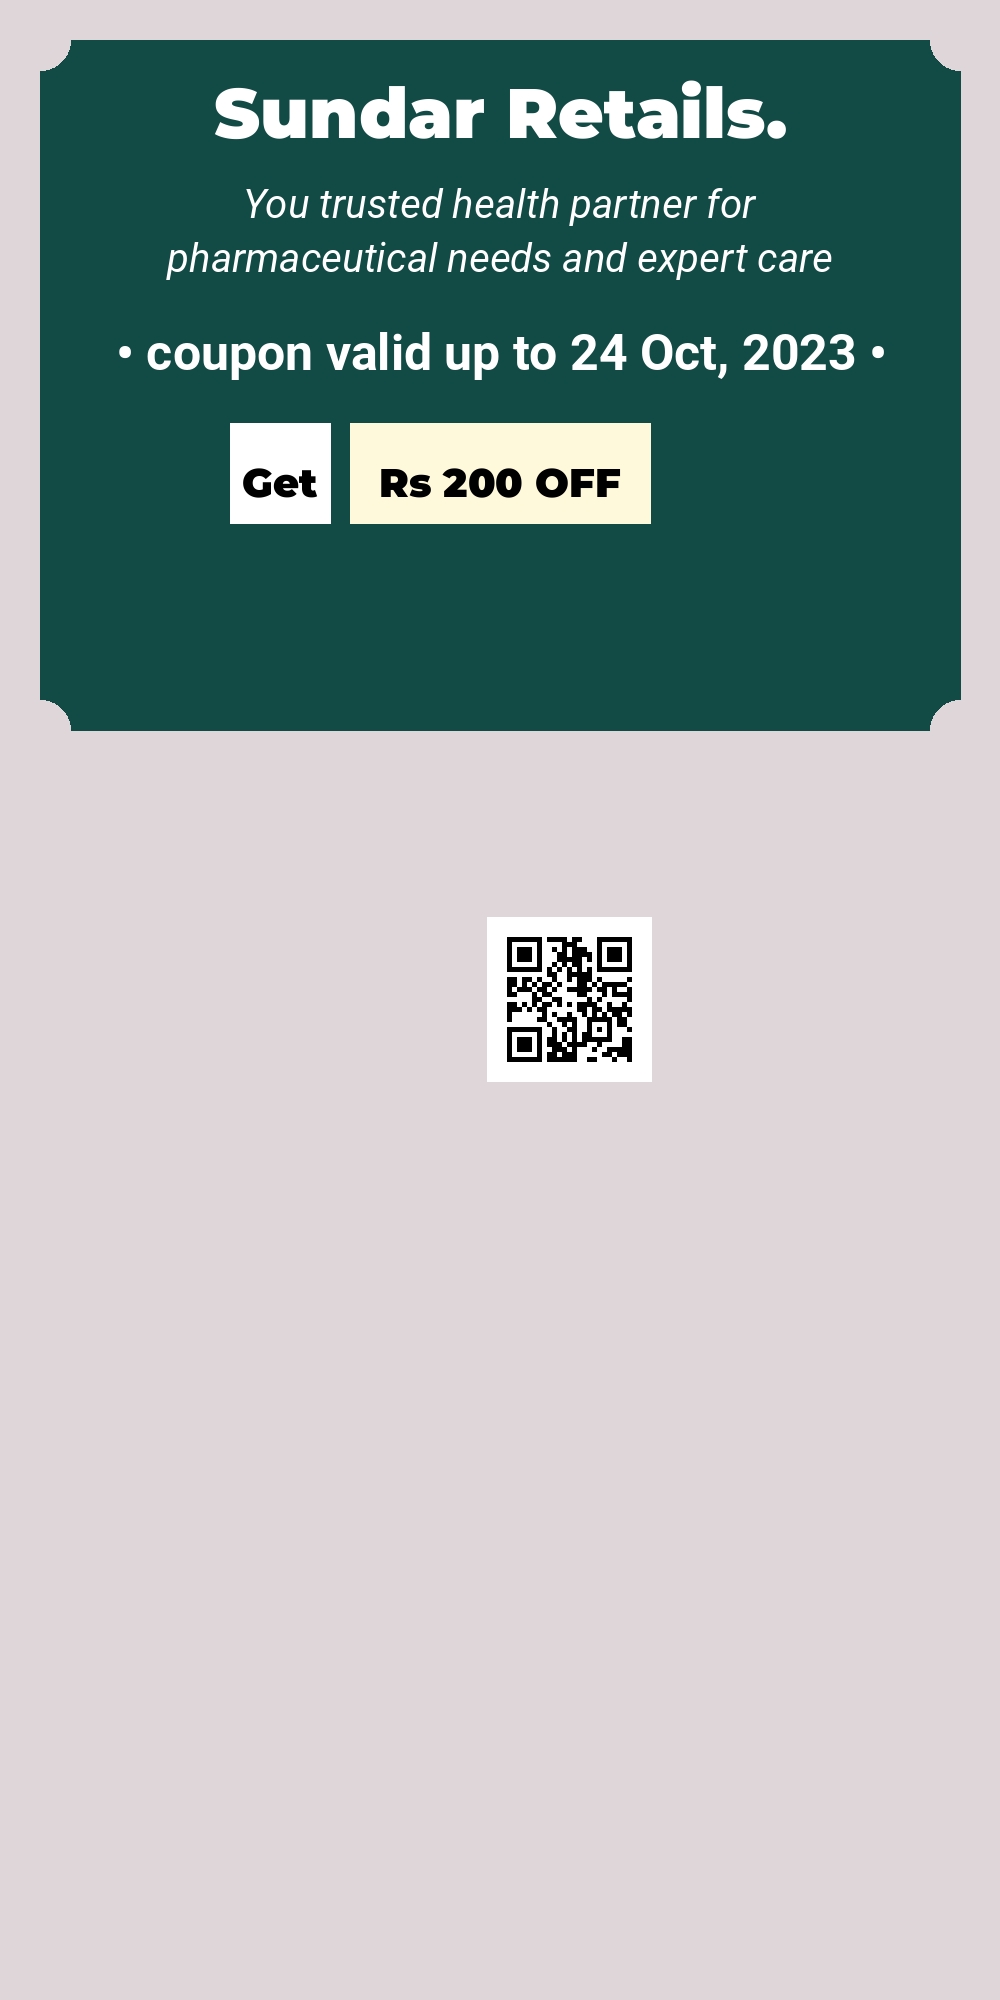 Sundar Retails.
You trusted health partner for
pharmaceutical needs and expert care
• coupon valid up to 24 Oct, 2023 •
Get Rs 200 OFF